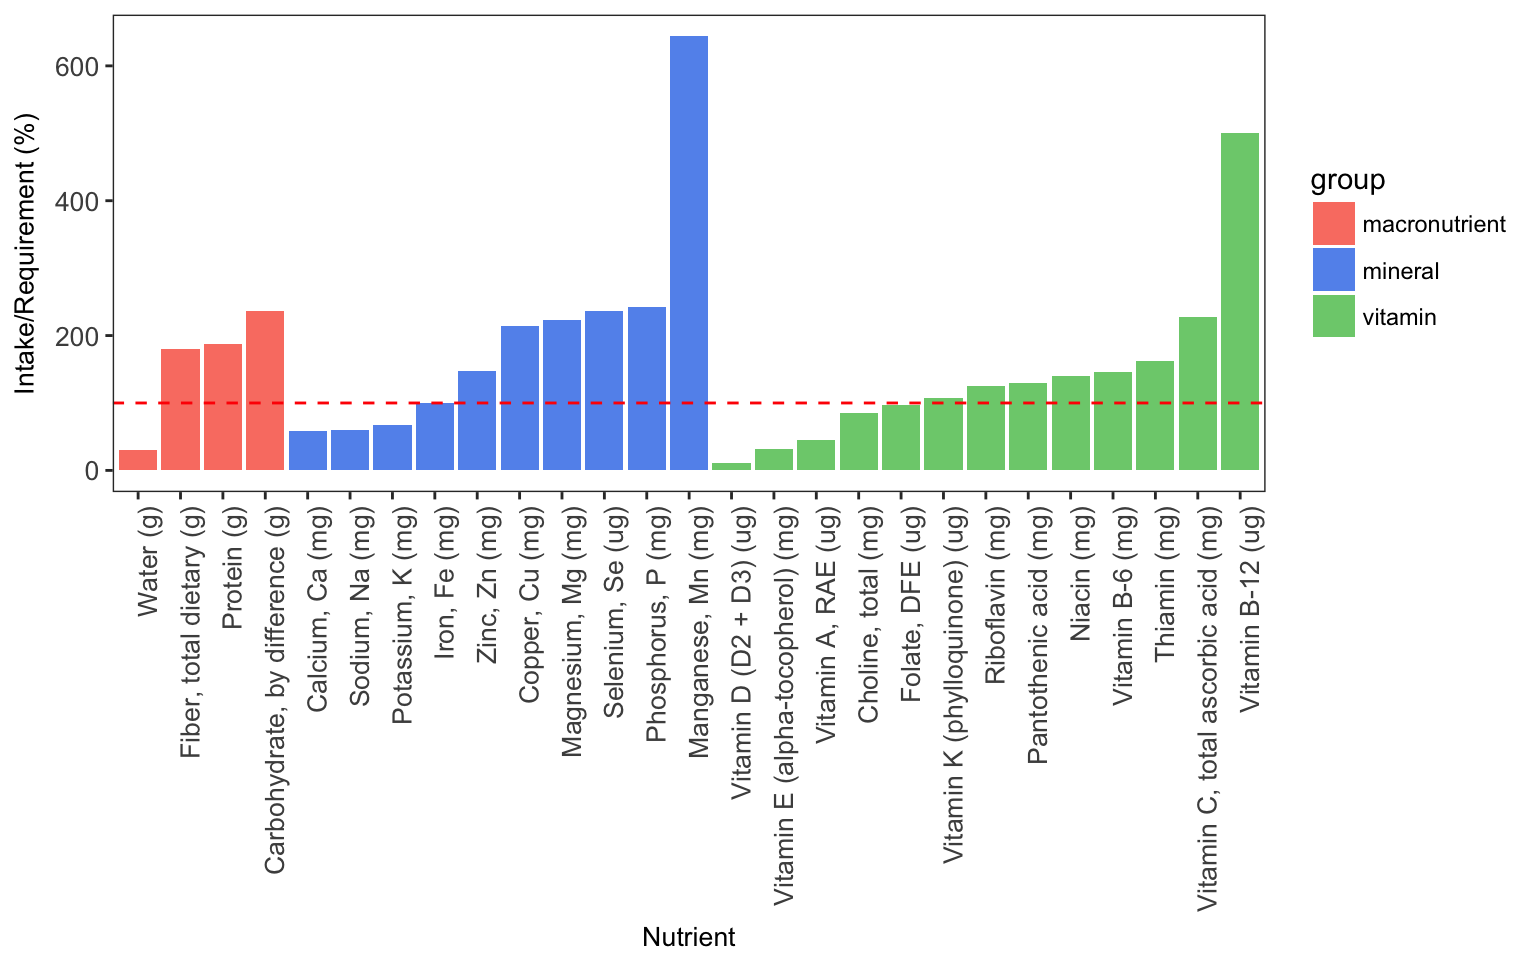 Intake/Requirement (%)
600
400
200
0
Water (g)
Fiber, total dietary (g)
Protein (g)
Carbohydrate, by difference (g)
Calcium, Ca (mg)
Sodium, Na (mg)
Potassium, K (mg)
Iron, Fe (mg)
Zinc, Zn (mg)
Copper, Cu (mg)
Magnesium, Mg (mg)
Selenium, Se (ug)
Phosphorus, P (mg)
Manganese, Mn (mg)
Vitamin D (D2 + D3) (ug)
Vitamin E (alpha-tocopherol) (mg)
Vitamin A, RAE (ug)
Choline, total (mg)
Folate, DFE (ug)
Vitamin K (phylloquinone) (ug)
Riboflavin (mg)
Pantothenic acid (mg)
Niacin (mg)
Vitamin B-6 (mg)
Thiamin (mg)
Vitamin C, total ascorbic acid (mg)
Vitamin B-12 (ug)
Nutrient
group
macronutrient
mineral
vitamin